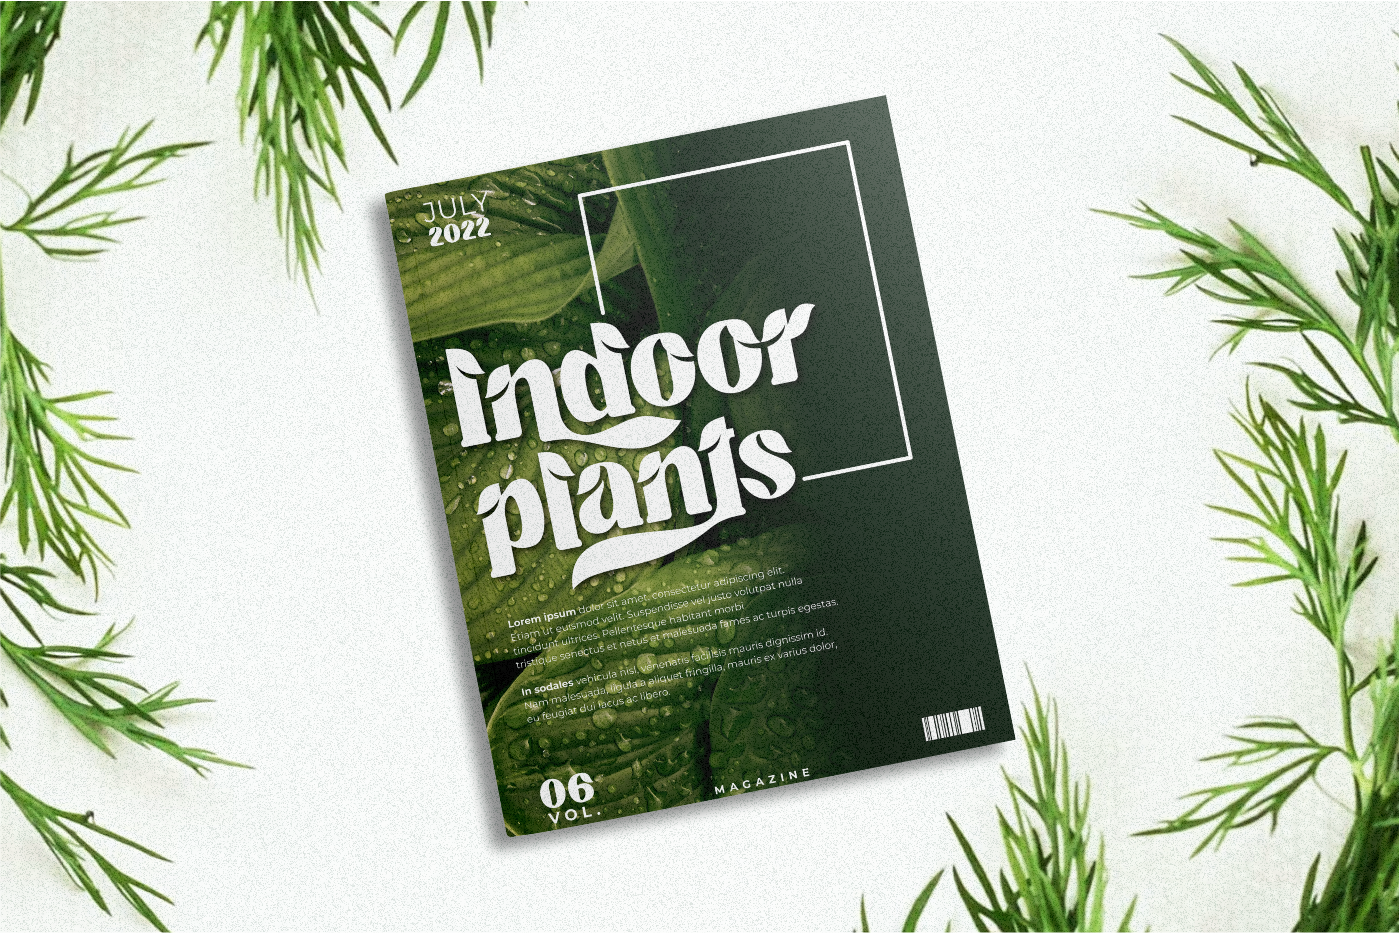 JULY
2022
Indoor
plants
Lorem ipsum dolor sit amet, consectetur adipiscing elit.
Etiam ut euismod velit. Suspendisse vel justo volutpat nulla
tincidunt ultrices. Pellentesque habitant morbi
tristique senectus et netus et malesuada fames ac turpis egestas.
In sodales vehicula nisl, venenatis facilisis mauris dignissim id.
Nam malesuada, ligula a aliquet fringilla, mauris ex varius dolor,
eu feugiat dui lacus ac libero.
06
VOL.
MAGAZINE